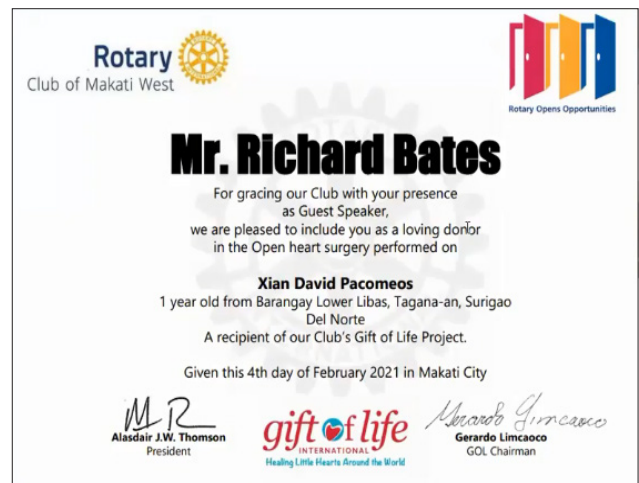 Rotary
Club of Makati West
Rotary Opens Opportunities
Mr. Richard Bates
For gracing our Club with your presence
as Guest Speaker,
we are pleased to include you as a loving donor
in the Open heart surgery performed on
Xian David Pacomeos
1 year old from Barangay Lower Libas, Tagana-an, Surigao
Del Norte
A recipient of our Club's Gift of Life Project.
Given this 4th day of February 2021 in Makati City
Alasdair J.W. Thomson
President
gift of life
INTERNATIONAL
Healing Little Hearts Around the World
Gerardo Limcaoco
Gerardo Limcaoco
GOL Chairman